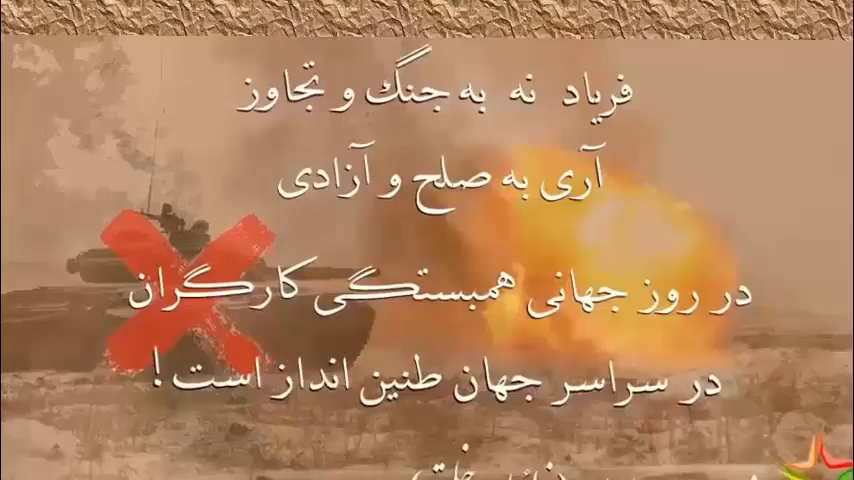 فریاد نه به جنگ و تجاوز
آری به صلح و آزادی
در روز جهانی همبستگی کارگران
در سراسر جهان طنین انداز است!